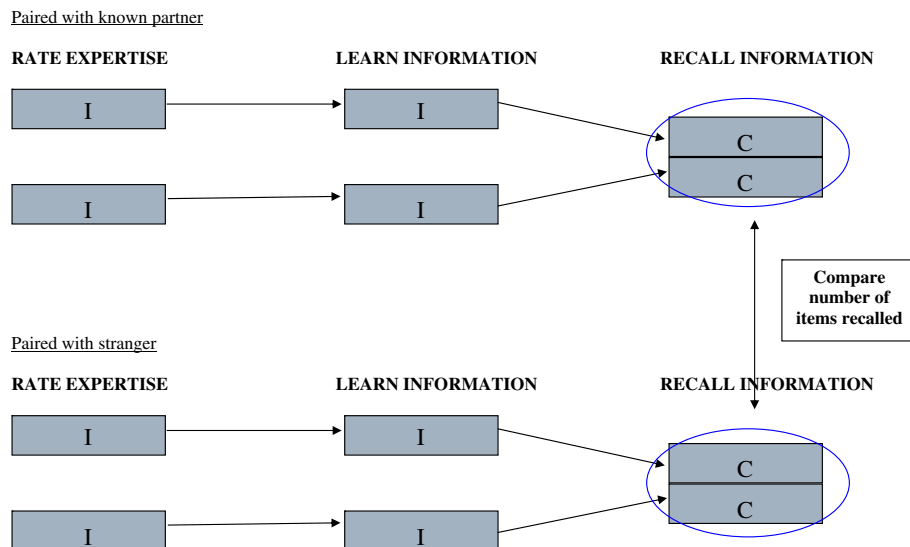 Paired with known partner
RATE EXPERTISE LEARN INFORMATION RECALL INFORMATION
I I
C
C
I I
Compare
number of
items recalled
Paired with stranger
RATE EXPERTISE LEARN INFORMATION RECALL INFORMATION
I I
C
C
I I